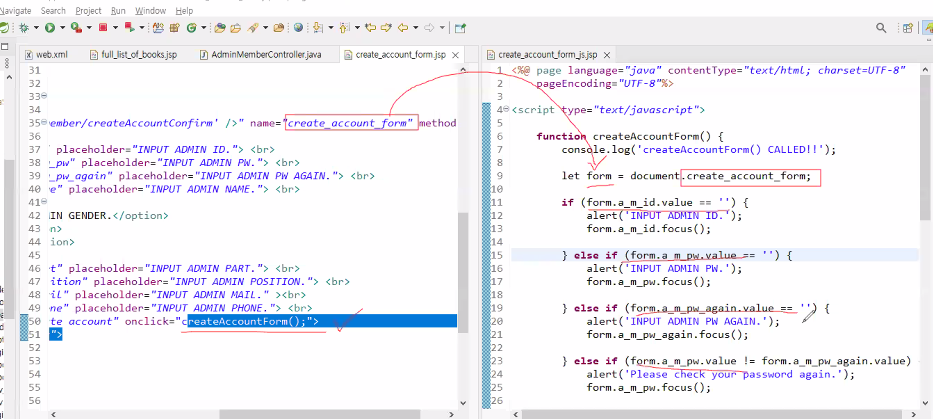 Navigate Search Project Run Window Help
web.xml full_list_of_books.jsp AdminMemberController.java create_account_form.jsp
31
32
33
34
35 ember/createAccountConfirm' />" name="create_account_form" method
36
37 " placeholder="INPUT ADMIN ID."> <br>
38 _pw" placeholder="INPUT ADMIN PW."> <br>
39 _pw_again" placeholder="INPUT ADMIN PW AGAIN."> <br>
40 e" placeholder="INPUT ADMIN NAME."> <br>
41
42 IN GENDER.</option>
43 n>
44 ion>
45
46 t" placeholder="INPUT ADMIN PART."> <br>
47 ition" placeholder="INPUT ADMIN POSITION."> <br>
48 il" placeholder="INPUT ADMIN MAIL." ><br>
49 ne" placeholder="INPUT ADMIN PHONE."> <br>
50 te account" onclick="createAccountForm();">
51 ">
52
53
54
55
56
create_account_form_js.jsp
1 <%@ page language="java" contentType="text/html; charset=UTF-8"
2 pageEncoding="UTF-8"%>
3
4 <script type="text/javascript">
5
6 function createAccountForm() {
7 console.log('createAccountForm() CALLED!!');
8
9 let form = document.create_account_form;
10
11 if (form.a_m_id.value == '') {
12 alert('INPUT ADMIN ID.');
13 form.a_m_id.focus();
14
15 } else if (form.a_m_pw.value == '') {
16 alert('INPUT ADMIN PW.');
17 form.a_m_pw.focus();
18
19 } else if (form.a_m_pw_again.value == '') {
20 alert('INPUT ADMIN PW AGAIN.');
21 form.a_m_pw_again.focus();
22
23 } else if (form.a_m_pw.value != form.a_m_pw_again.value)
24 alert('Please check your password again.');
25 form.a_m_pw.focus();
26